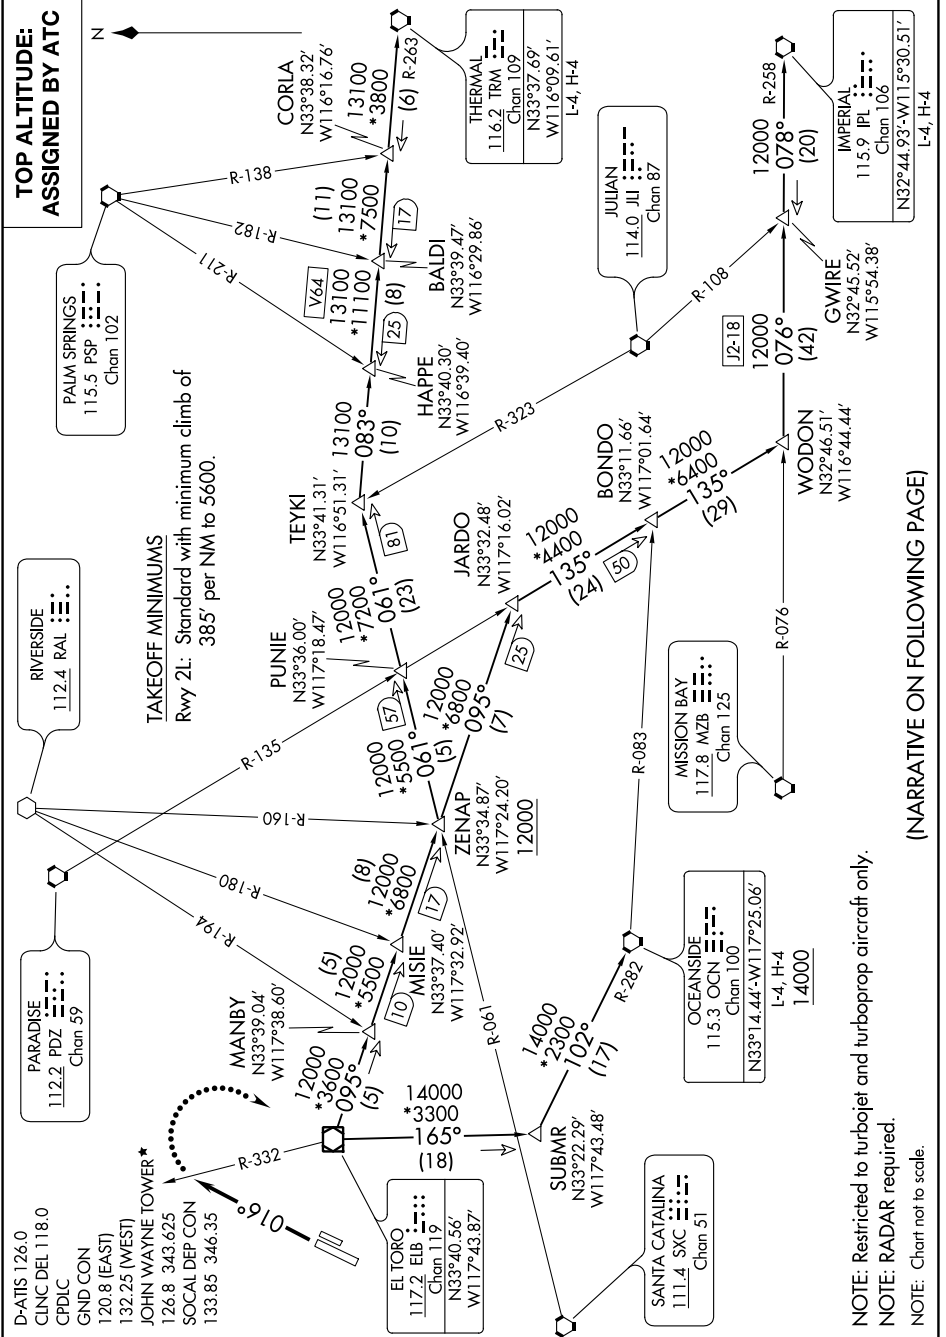 TOP ALTITUDE:
ASSIGNED BY ATC
N
D-ATIS 126.0
CLNC DEL 118.0
CPDLC
GND CON
120.8 (EAST)
132.25 (WEST)
JOHN WAYNE TOWER★
126.8 343.625
SOCAL DEP CON
133.85 346.35
PARADISE
112.2 PDZ
Chan 59
RIVERSIDE
112.4 RAL
PALM SPRINGS
115.5 PSP
Chan 102
TAKEOFF MINIMUMS
Rwy 2L: Standard with minimum climb of
385' per NM to 5600.
016°
R-332
EL TORO
117.2 ELB
Chan 119
N33°40.56'
W117°43.87'
12000
*3600
095°
(5)
MANBY
N33°39.04'
W117°38.60'
R-194
(5)
12000
*5500
10
MISIE
N33°37.40'
W117°32.92'
R-180
(8)
12000
*6800
17
ZENAP
N33°34.87'
W117°24.20'
12000
R-160
R-061
R-135
12000
*5500
061°
(5)
57
PUNIE
N33°36.00'
W117°18.47'
12000
*7200
061°
(23)
81
TEYKI
N33°41.31'
W116°51.31'
R-323
13100
083°
(10)
HAPPE
N33°40.30'
W116°39.40'
R-211
V64
13100
*11100
(8)
25
BALDI
N33°39.47'
W116°29.86'
R-182
(11)
13100
*7500
17
CORLA
N33°38.32'
W116°16.76'
R-138
13100
*3800
(6)
R-263
THERMAL
116.2 TRM
Chan 109
N33°37.69'
W116°09.61'
L-4, H-4
12000
*6800
095°
(7)
25
JARDO
N33°32.48'
W117°16.02'
12000
*4400
135°
(24)
50
BONDO
N33°11.66'
W117°01.64'
R-083
12000
*6400
135°
(29)
WODON
N32°46.51'
W116°44.44'
R-076
J2-18
12000
076°
(42)
GWIRE
N32°45.52'
W115°54.38'
R-108
JULIAN
114.0 JLI
Chan 87
12000
078°
(20)
R-258
IMPERIAL
115.9 IPL
Chan 106
N32°44.93'-W115°30.51'
L-4, H-4
14000
*3300
165°
(18)
SUBMR
N33°22.29'
W117°43.48'
14000
*2300
102°
(17)
R-282
OCEANSIDE
115.3 OCN
Chan 100
N33°14.44'-W117°25.06'
L-4, H-4
14000
MISSION BAY
117.8 MZB
Chan 125
SANTA CATALINA
111.4 SXC
Chan 51
NOTE: Restricted to turbojet and turboprop aircraft only.
NOTE: RADAR required.
NOTE: Chart not to scale.
(NARRATIVE ON FOLLOWING PAGE)